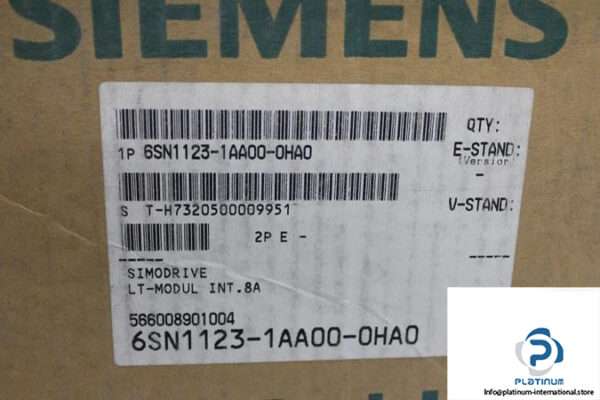 SIEMENS
QTY:
1P 6SN1123-1AA00-0HA0
E-STAND:
(Version)
-
S T-H7320500009951
V-STAND:
2P E -
-----
-----
SIMODRIVE
LT-MODUL INT.8A
566008901004
6SN1123-1AA00-0HA0
PLATINUM
info@platinum-international.store